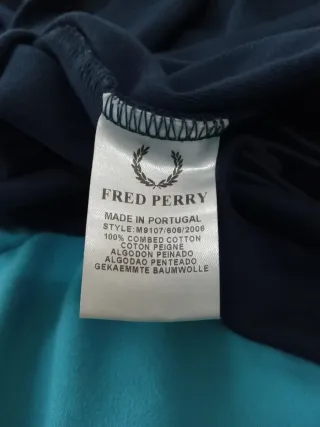 FRED PERRY
MADE IN PORTUGAL
STYLE:M9107/608/2006
100% COMBED COTTON
COTON PEIGNE
ALGODON PEINADO
ALGODAO PENTEADO
GEKAEMMTE BAUMWOLLE